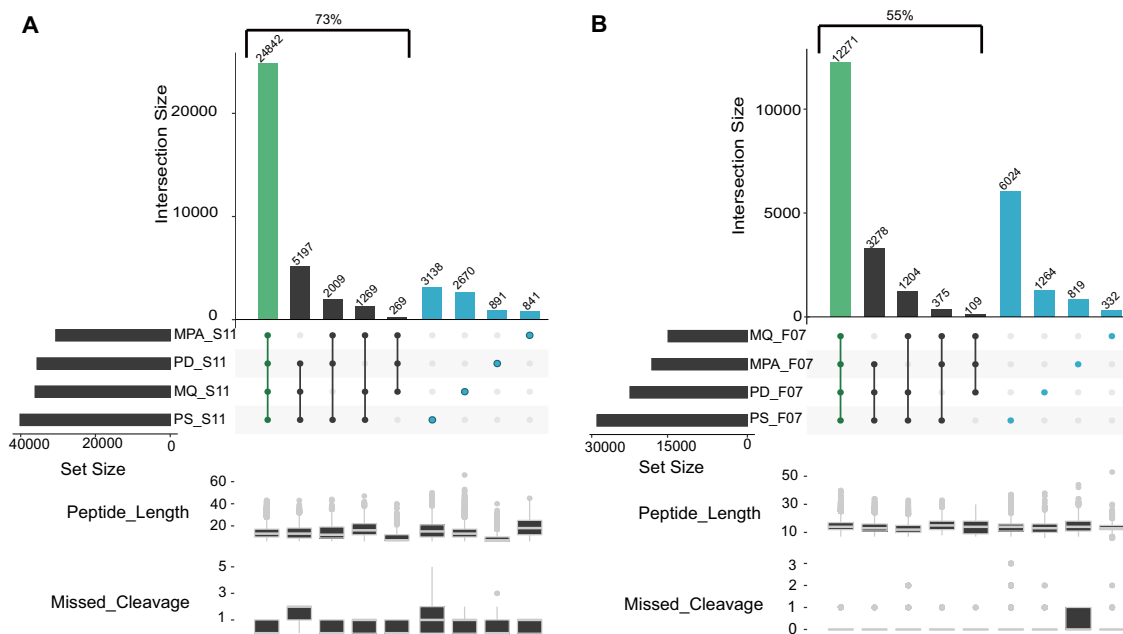 A
73%
24842
Intersection Size
20000
10000
0
5197
2009
1269
269
3138
2670
891
841
MPA_S11
PD_S11
MQ_S11
PS_S11
40000
20000
0
Set Size
Peptide_Length
60
40
20
Missed_Cleavage
5
3
1
B
55%
12271
Intersection Size
10000
5000
0
3278
1204
375
109
6024
1264
819
332
MQ_F07
MPA_F07
PD_F07
PS_F07
30000
15000
0
Set Size
Peptide_Length
50
30
10
Missed_Cleavage
3
2
1
0